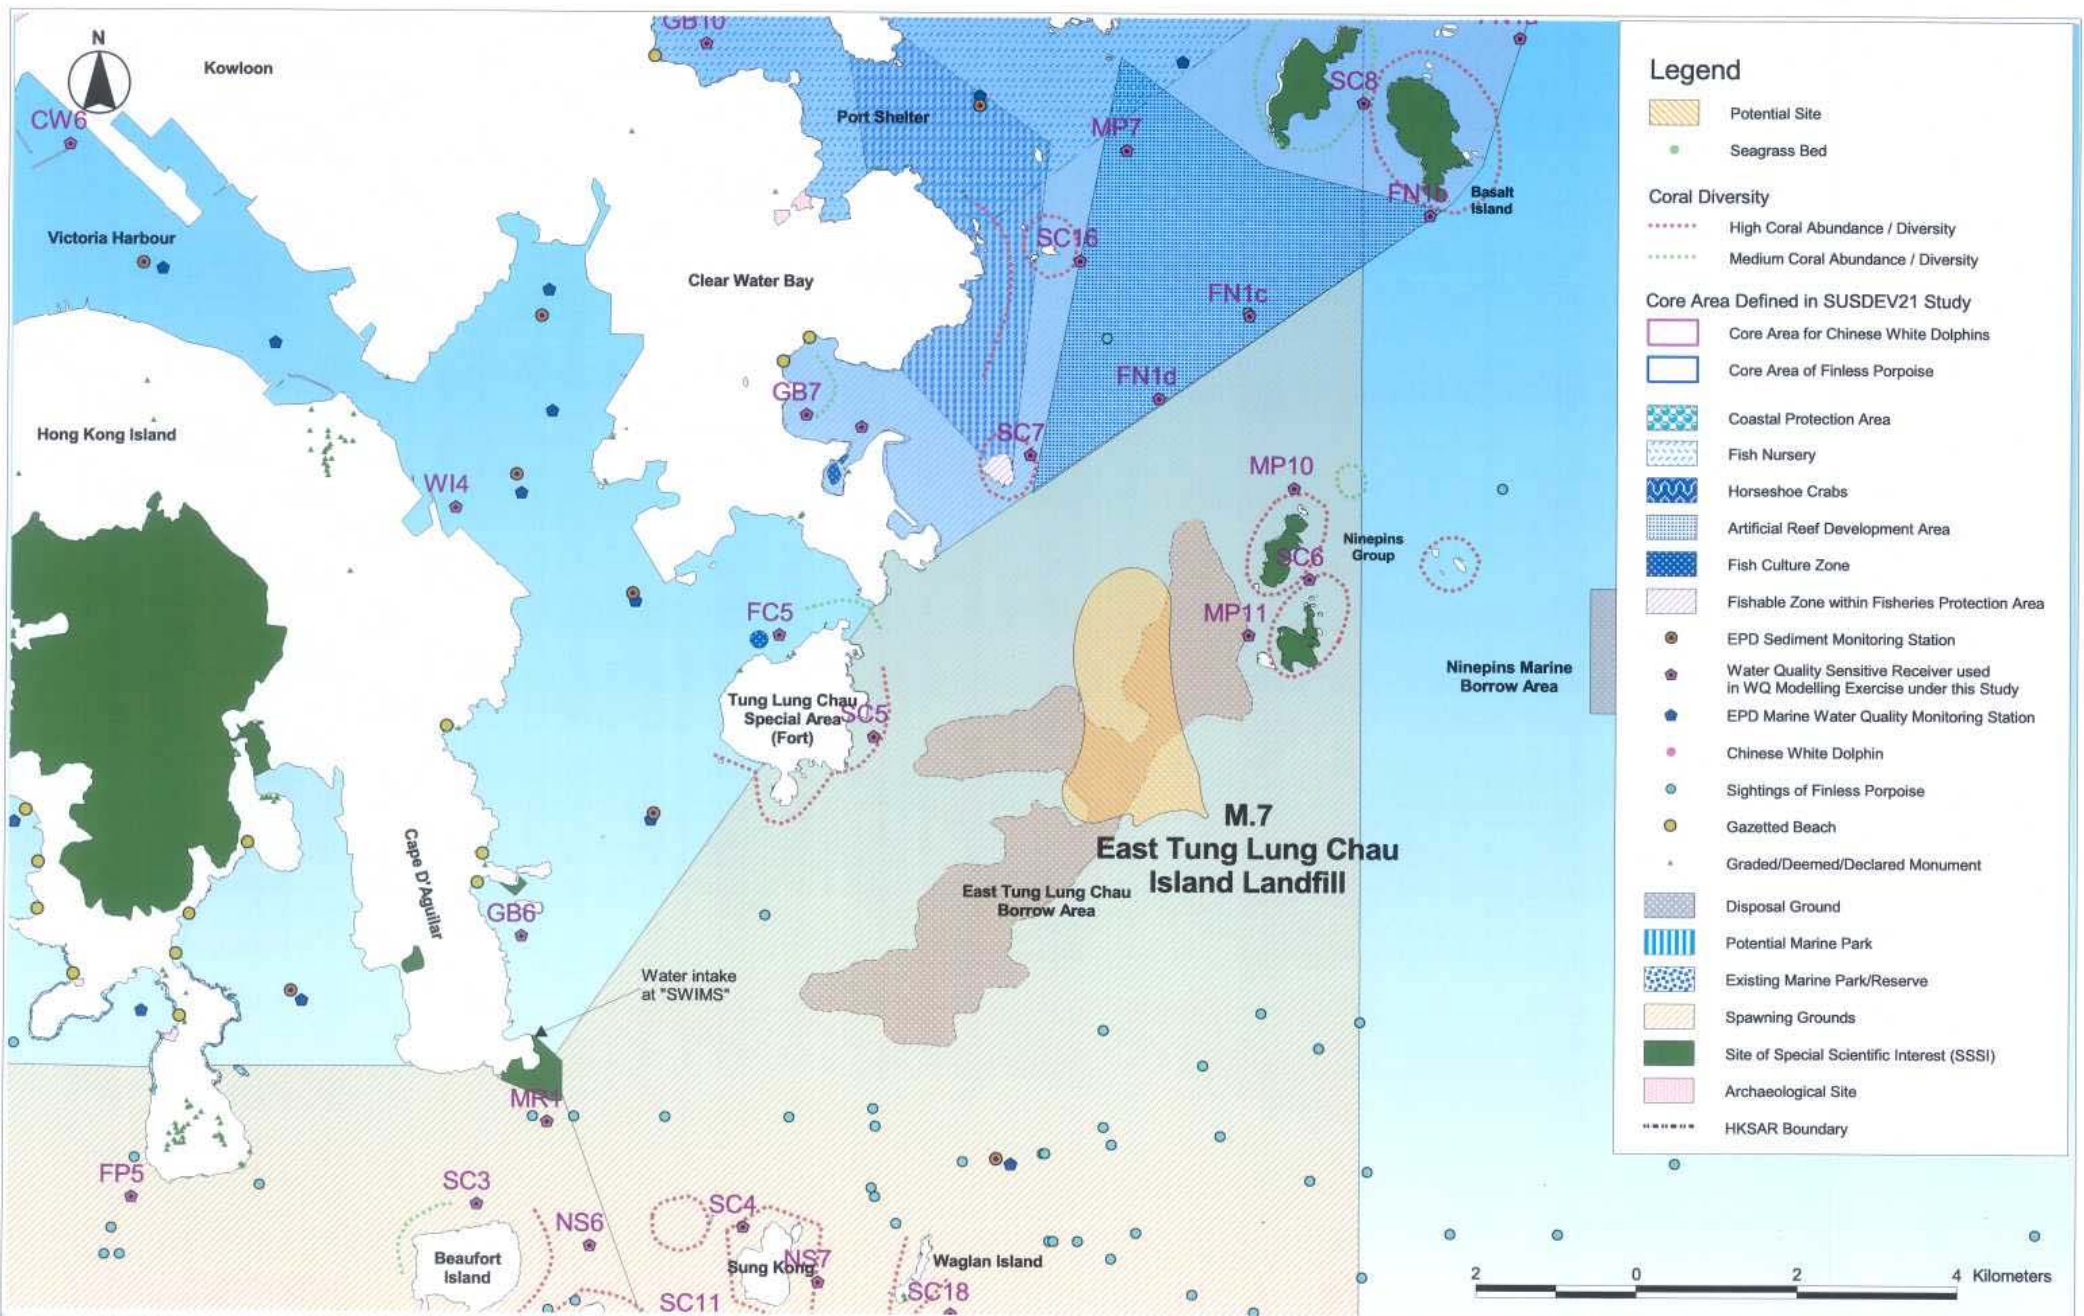 GB10
N
Kowloon
CW6
SC8
Port Shelter
MP7
FN1b
Basalt
Island
Victoria Harbour
SC16
Clear Water Bay
FN1c
FN1d
GB7
Hong Kong Island
SC7
WI4
MP10
Ninepins
Group
SC6
FC5
MP11
Ninepins Marine
Borrow Area
Tung Lung Chau
Special Area
(Fort)
SC5
M.7
East Tung Lung Chau
Island Landfill
East Tung Lung Chau
Borrow Area
Cape D'Aguilar
GB6
Water intake
at "SWIMS"
MR1
FP5
SC3
NS6
SC4
Beaufort
Island
Sung Kong
NS7
Waglan Island
SC11
SC18
Legend
Potential Site
Seagrass Bed
Coral Diversity
High Coral Abundance / Diversity
Medium Coral Abundance / Diversity
Core Area Defined in SUSDEV21 Study
Core Area for Chinese White Dolphins
Core Area of Finless Porpoise
Coastal Protection Area
Fish Nursery
Horseshoe Crabs
Artificial Reef Development Area
Fish Culture Zone
Fishable Zone within Fisheries Protection Area
EPD Sediment Monitoring Station
Water Quality Sensitive Receiver used
in WQ Modelling Exercise under this Study
EPD Marine Water Quality Monitoring Station
Chinese White Dolphin
Sightings of Finless Porpoise
Gazetted Beach
Graded/Deemed/Declared Monument
Disposal Ground
Potential Marine Park
Existing Marine Park/Reserve
Spawning Grounds
Site of Special Scientific Interest (SSSI)
Archaeological Site
HKSAR Boundary
2 0 2 4 Kilometers